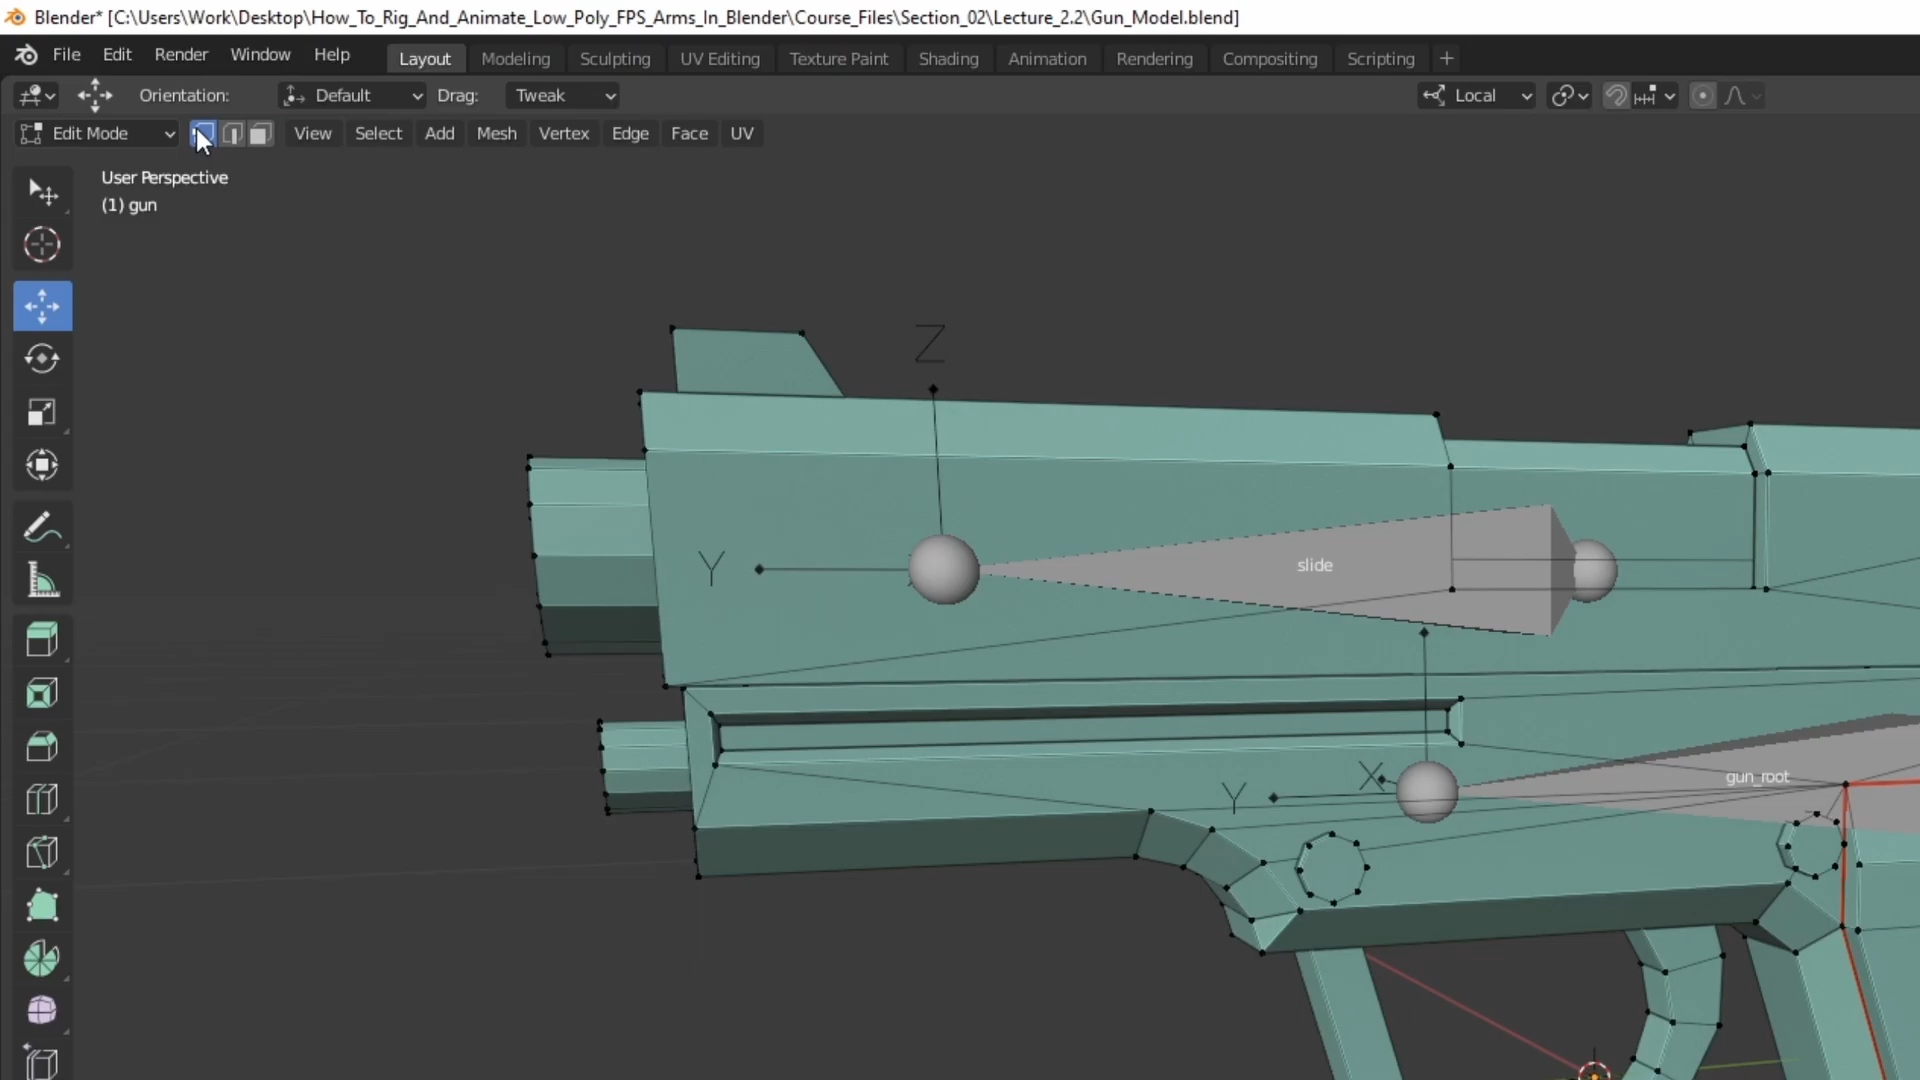 Blender* [C:\Users\Work\Desktop\How_To_Rig_And_Animate_Low_Poly_FPS_Arms_In_Blender\Course_Files\Section_02\Lecture_2.2\Gun_Model.blend]
File Edit Render Window Help Layout Modeling Sculpting UV Editing Texture Paint Shading Animation Rendering Compositing Scripting +
Orientation: Default Drag: Tweak Local
Edit Mode View Select Add Mesh Vertex Edge Face UV
User Perspective
(1) gun
Z
Y
slide
X
Y
gun_root